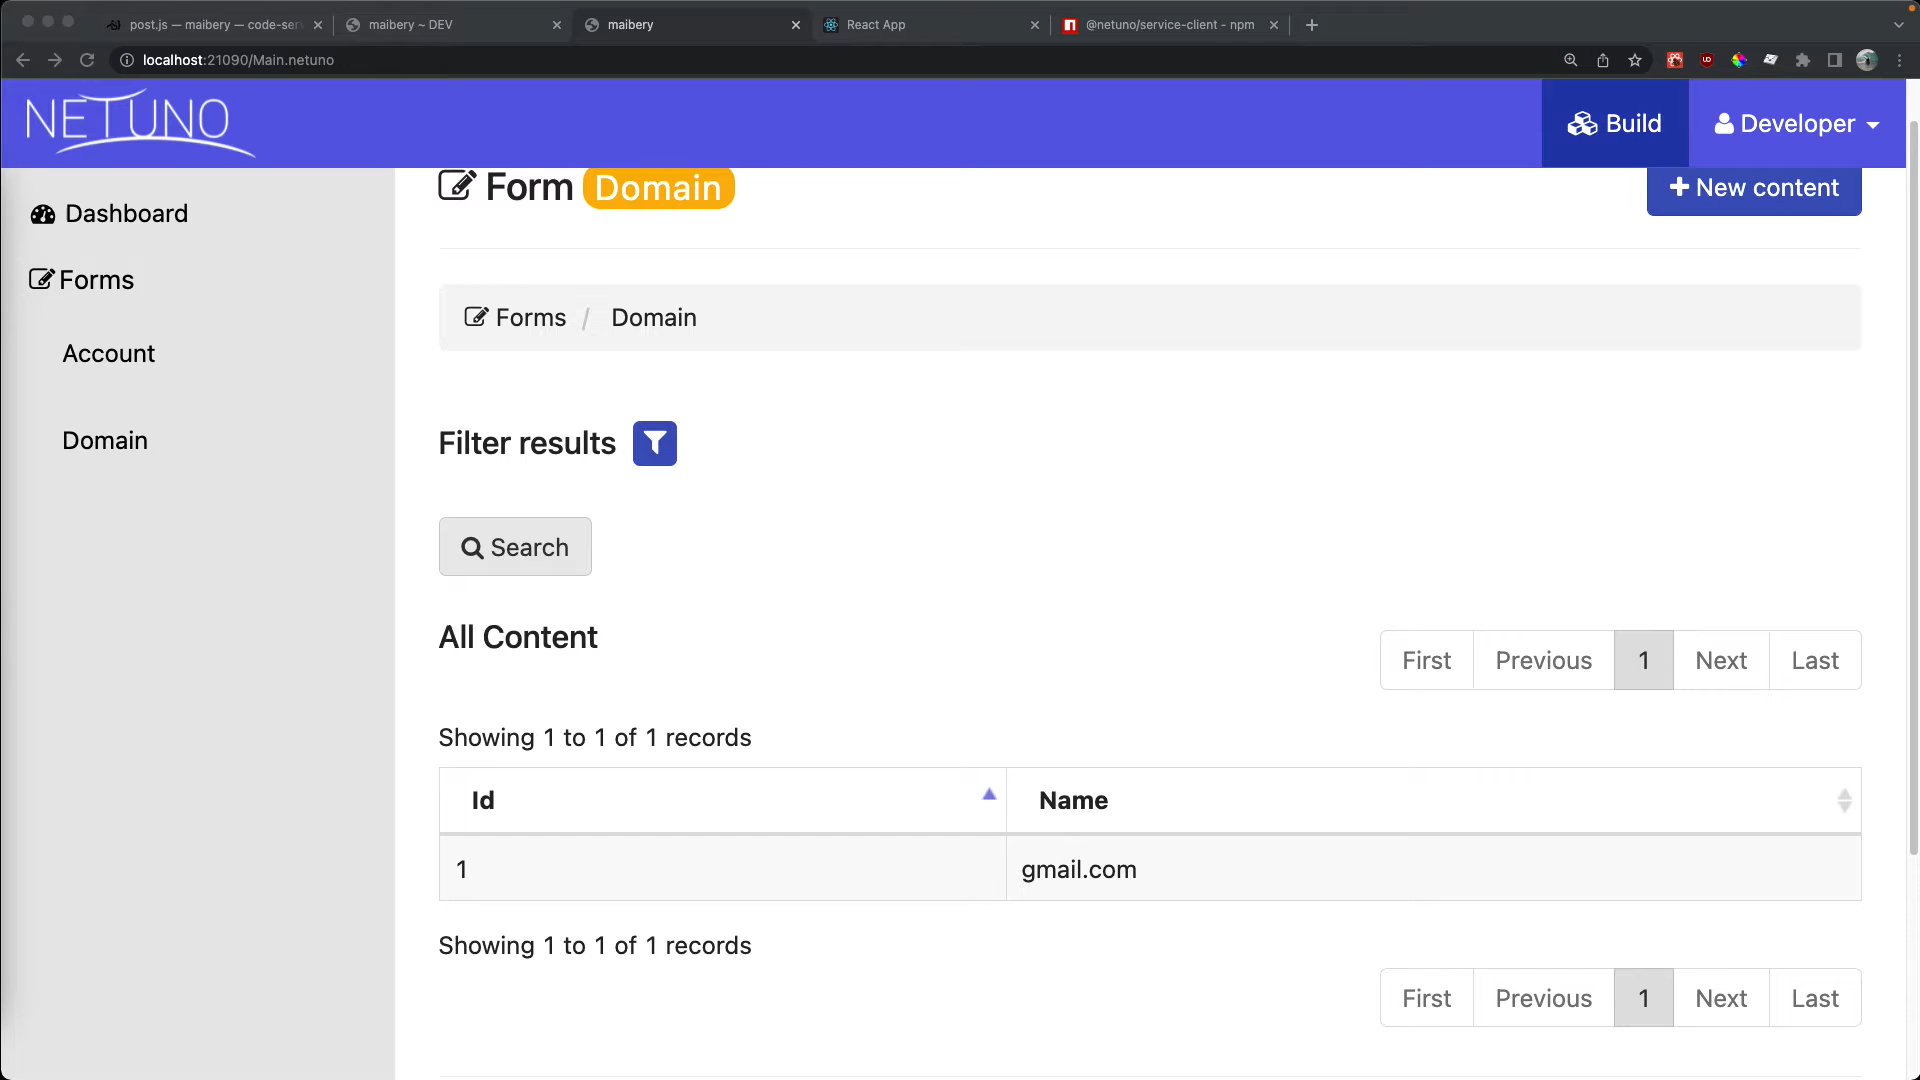 post.js — maibery — code-ser
maibery ~ DEV
maibery
React App
@netuno/service-client - npm
localhost:21090/Main.netuno
NETUNO
Build
Developer
Dashboard
Forms
Account
Domain
Form Domain
New content
Forms / Domain
Filter results
Search
All Content
First Previous 1 Next Last
Showing 1 to 1 of 1 records
Id Name
1 gmail.com
Showing 1 to 1 of 1 records
First Previous 1 Next Last